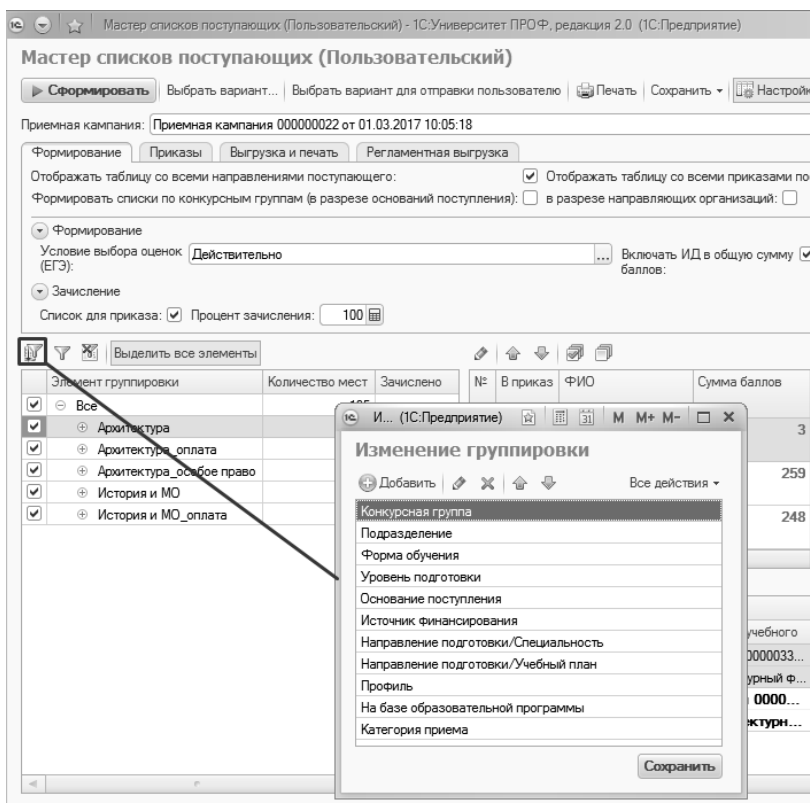 Мастер списков поступающих (Пользовательский) - 1С:Университет ПРОФ, редакция 2.0 (1С:Предприятие)
Мастер списков поступающих (Пользовательский)
Сформировать Выбрать вариант... Выбрать вариант для отправки пользователю Печать Сохранить Настройк
Приемная кампания: Приемная кампания 000000022 от 01.03.2017 10:05:18
Формирование Приказы Выгрузка и печать Регламентная выгрузка
Отображать таблицу со всеми направлениями поступающего: Отображать таблицу со всеми приказами по
Формировать списки по конкурсным группам (в разрезе оснований поступления): в разрезе направляющих организаций:
Формирование
Условие выбора оценок (ЕГЭ): Действительно ... Включать ИД в общую сумму баллов:
Зачисление
Список для приказа: Процент зачисления: 100
Выделить все элементы
Элемент группировки Количество мест Зачислено № В приказ ФИО Сумма баллов
Все
Архитектура 3
Архитектура_оплата
Архитектура_особое право 259
История и МО
История и МО_оплата 248
И... (1С:Предприятие) 31 M M+ M-
Изменение группировки
Добавить Все действия
Конкурсная группа
Подразделение
Форма обучения
Уровень подготовки
Основание поступления
Источник финансирования
Направление подготовки/Специальность
Направление подготовки/Учебный план
Профиль
На базе образовательной программы
Категория приема
Сохранить
учебного
0000033...
урный ф...
0000...
ектурн...